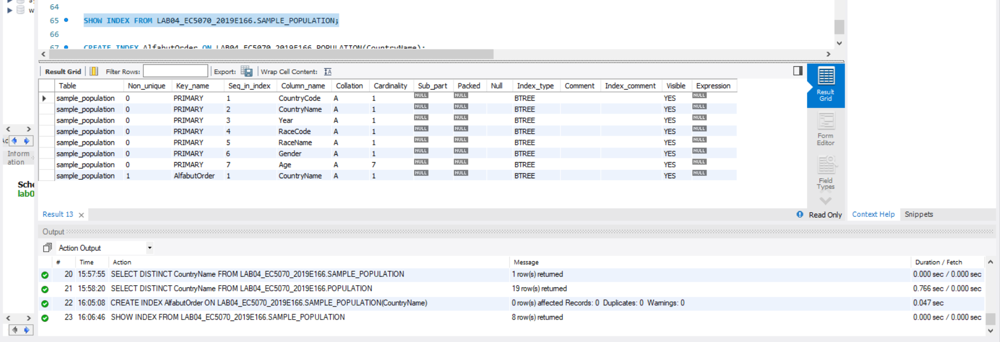 sy
w
64
65 SHOW INDEX FROM LAB04_EC5070_2019E166.SAMPLE_POPULATION;
66
67 CREATE INDEX AlfabutOrder ON LAB04_EC5070_2019E166.POPULATION(CountryName);
Result Grid Filter Rows: Export: Wrap Cell Content: IA
Table Non_unique Key_name Seq_in_index Column_name Collation Cardinality Sub_part Packed Null Index_type Comment Index_comment Visible Expression
sample_population 0 PRIMARY 1 CountryCode A 1 NULL NULL BTREE YES NULL
sample_population 0 PRIMARY 2 CountryName A 1 NULL NULL BTREE YES NULL
sample_population 0 PRIMARY 3 Year A 1 NULL NULL BTREE YES NULL
sample_population 0 PRIMARY 4 RaceCode A 1 NULL NULL BTREE YES NULL
sample_population 0 PRIMARY 5 RaceName A 1 NULL NULL BTREE YES NULL
sample_population 0 PRIMARY 6 Gender A 1 NULL NULL BTREE YES NULL
sample_population 0 PRIMARY 7 Age A 7 NULL NULL BTREE YES NULL
sample_population 1 AlfabutOrder 1 CountryName A 1 NULL NULL BTREE YES NULL
Result
Grid
Form
Editor
Field
Types
Ac
Inform
ation
Sche
lab0
Result 13 Read Only Context Help Snippets
Output
Action Output
# Time Action Message Duration / Fetch
20 15:57:55 SELECT DISTINCT CountryName FROM LAB04_EC5070_2019E166.SAMPLE_POPULATION 1 row(s) returned 0.000 sec / 0.000 sec
21 15:58:20 SELECT DISTINCT CountryName FROM LAB04_EC5070_2019E166.POPULATION 19 row(s) returned 0.766 sec / 0.000 sec
22 16:05:08 CREATE INDEX AlfabutOrder ON LAB04_EC5070_2019E166.SAMPLE_POPULATION(CountryName) 0 row(s) affected Records: 0 Duplicates: 0 Warnings: 0 0.047 sec
23 16:06:46 SHOW INDEX FROM LAB04_EC5070_2019E166.SAMPLE_POPULATION 8 row(s) returned 0.000 sec / 0.000 sec